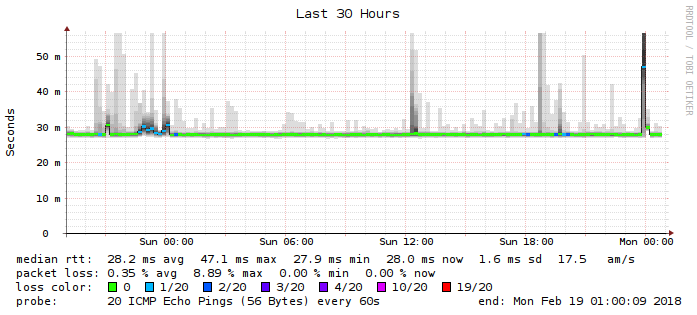 Last 30 Hours
RRDTOOL / TOBI OETIKER
Seconds
50 m
40 m
30 m
20 m
10 m
0
Sun 00:00 Sun 06:00 Sun 12:00 Sun 18:00 Mon 00:00
median rtt: 28.2 ms avg 47.1 ms max 27.9 ms min 28.0 ms now 1.6 ms sd 17.5 am/s
packet loss: 0.35 % avg 8.89 % max 0.00 % min 0.00 % now
loss color: 0 1/20 2/20 3/20 4/20 10/20 19/20
probe: 20 ICMP Echo Pings (56 Bytes) every 60s end: Mon Feb 19 01:00:09 2018